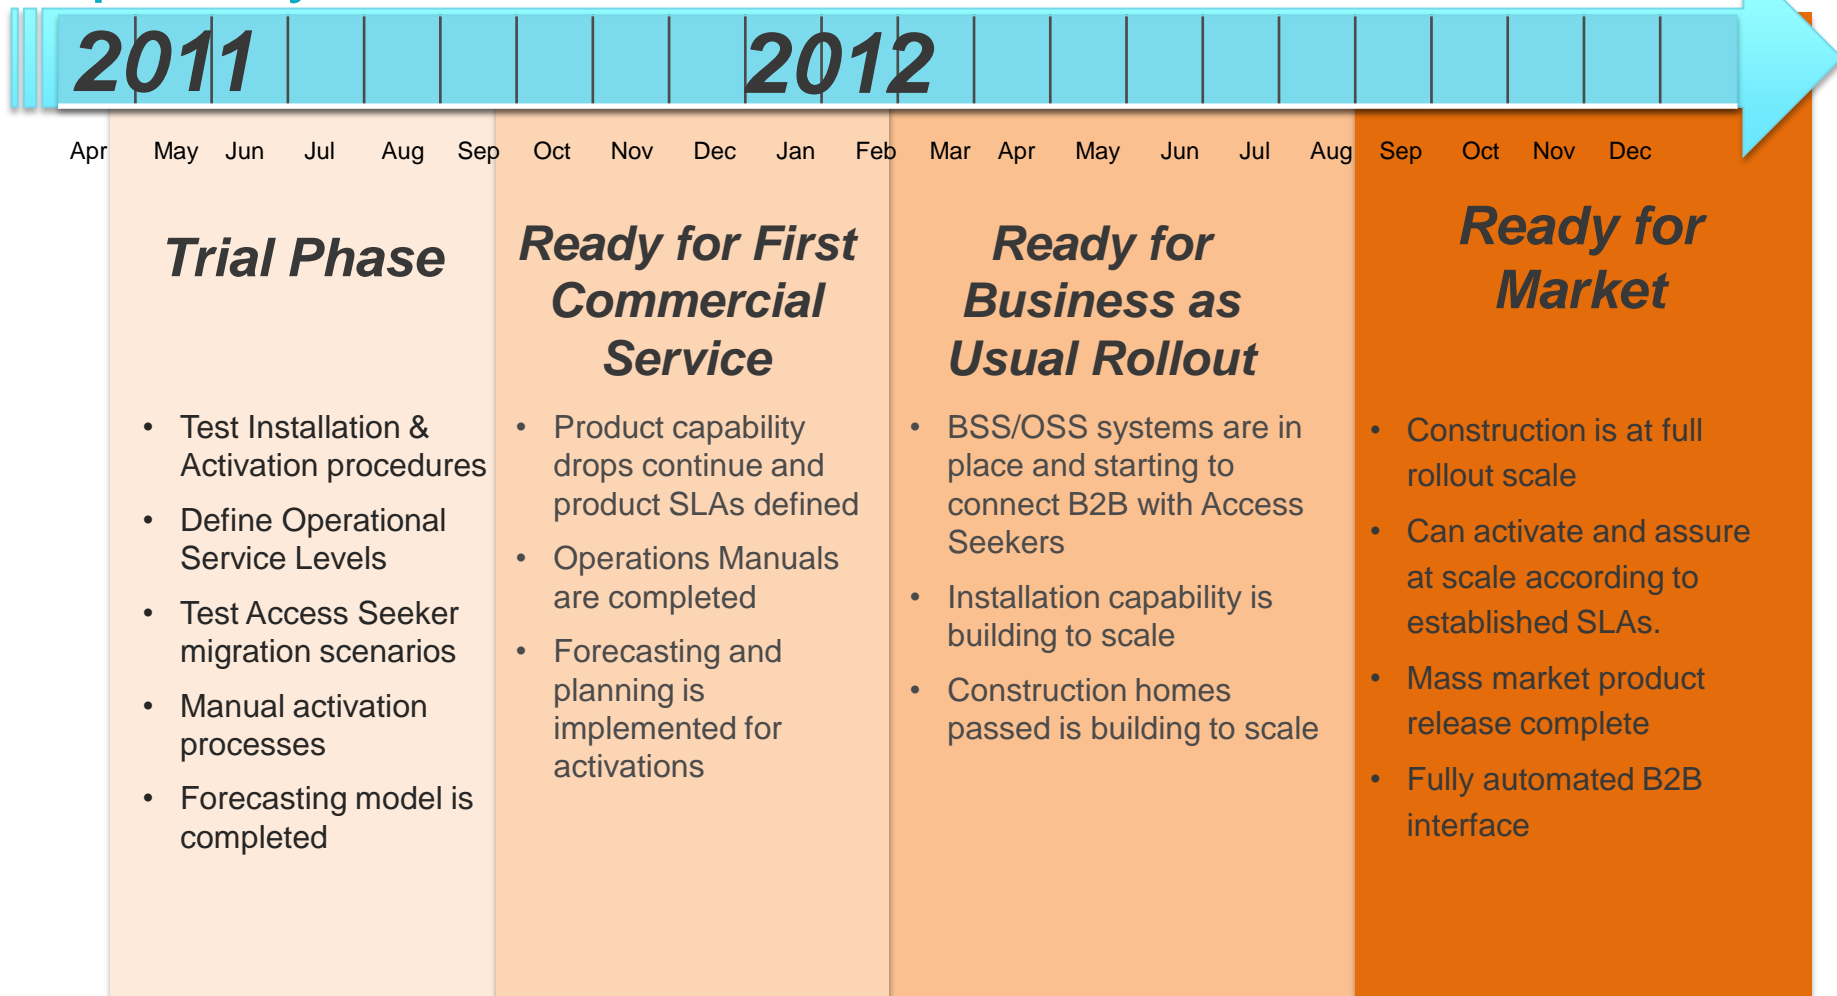 2011 2012
Apr May Jun Jul Aug Sep Oct Nov Dec Jan Feb Mar Apr May Jun Jul Aug Sep Oct Nov Dec
Trial Phase
• Test Installation &
Activation procedures
• Define Operational
Service Levels
• Test Access Seeker
migration scenarios
• Manual activation
processes
• Forecasting model is
completed
Ready for First
Commercial
Service
• Product capability
drops continue and
product SLAs defined
• Operations Manuals
are completed
• Forecasting and
planning is
implemented for
activations
Ready for
Business as
Usual Rollout
• BSS/OSS systems are in
place and starting to
connect B2B with Access
Seekers
• Installation capability is
building to scale
• Construction homes
passed is building to scale
Ready for
Market
• Construction is at full
rollout scale
• Can activate and assure
at scale according to
established SLAs.
• Mass market product
release complete
• Fully automated B2B
interface